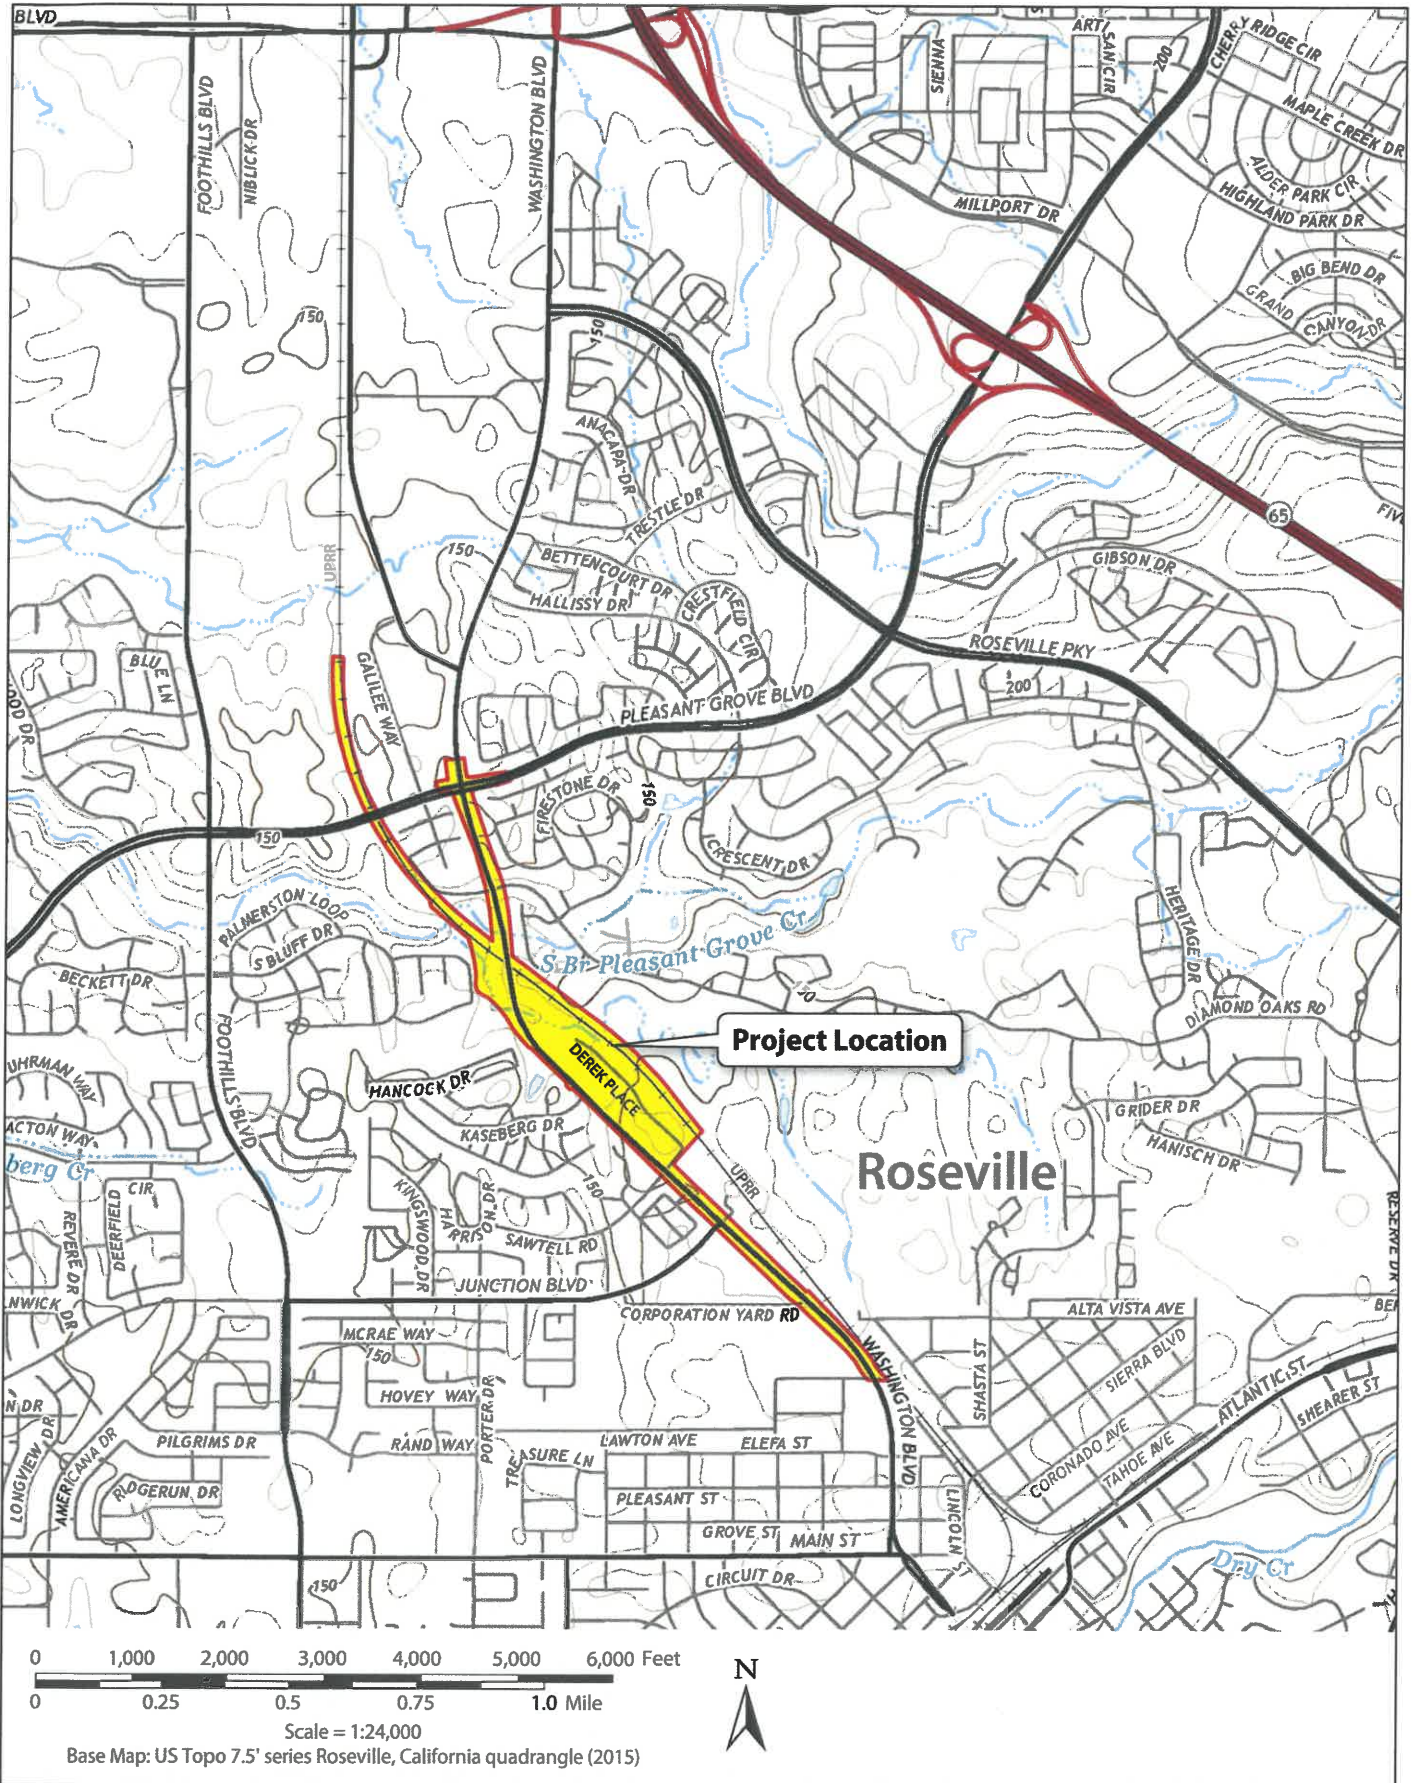 BLVD
FOOTHILLS BLVD
NIBLICK DR
WASHINGTON BLVD
SIENNA
ARTISAN CIR
200
CHERRY RIDGE CIR
MAPLE CREEK DR
ALDER PARK CIR
HIGHLAND PARK DR
MILLPORT DR
BIG BEND DR
GRAND CANYON DR
150
150
ANACAPA DR
TRESTLE DR
65
FIV
UPRR
150
BETTENCOURT DR
HALLISSY DR
CRESTFIELD CIR
GIBSON DR
ROSEVILLE PKY
200
BLUE LN
OOD DR
GALILEE WAY
PLEASANT GROVE BLVD
FIRESTONE DR
150
150
CRESCENT DR
PALMERSTON LOOP
S BLUFF DR
BECKETT DR
S Br Pleasant Grove Cr
HERITAGE DR
DIAMOND OAKS RD
Project Location
FOOTHILLS BLVD
UHRMAN WAY
HANCOCK DR
DEREK PLACE
KASEBERG DR
GRIDER DR
HANISCH DR
ACTON WAY
berg Cr
Roseville
UPRR
150
CIR
DEERFIELD
REVERE DR
KINGSWOOD DR
HARRISON DR
SAWTELL RD
JUNCTION BLVD
RESERVE DR
NWICK DR
CORPORATION YARD RD
ALTA VISTA AVE
BER
MCRAE WAY
150
WASHINGTON BLVD
SHASTA ST
SIERRA BLVD
ATLANTIC ST
SHEARER ST
HOVEY WAY
PORTER DR
N DR
LONGVIEW DR
AMERICANA DR
PILGRIMS DR
RAND WAY
TREASURE LN
LAWTON AVE
ELEFA ST
CORONADO AVE
TAHOE AVE
RIDGERUN DR
PLEASANT ST
LINCOLN ST
GROVE ST
MAIN ST
CIRCUIT DR
150
Dry Cr
0 1,000 2,000 3,000 4,000 5,000 6,000 Feet
0 0.25 0.5 0.75 1.0 Mile
N
Scale = 1:24,000
Base Map: US Topo 7.5' series Roseville, California quadrangle (2015)